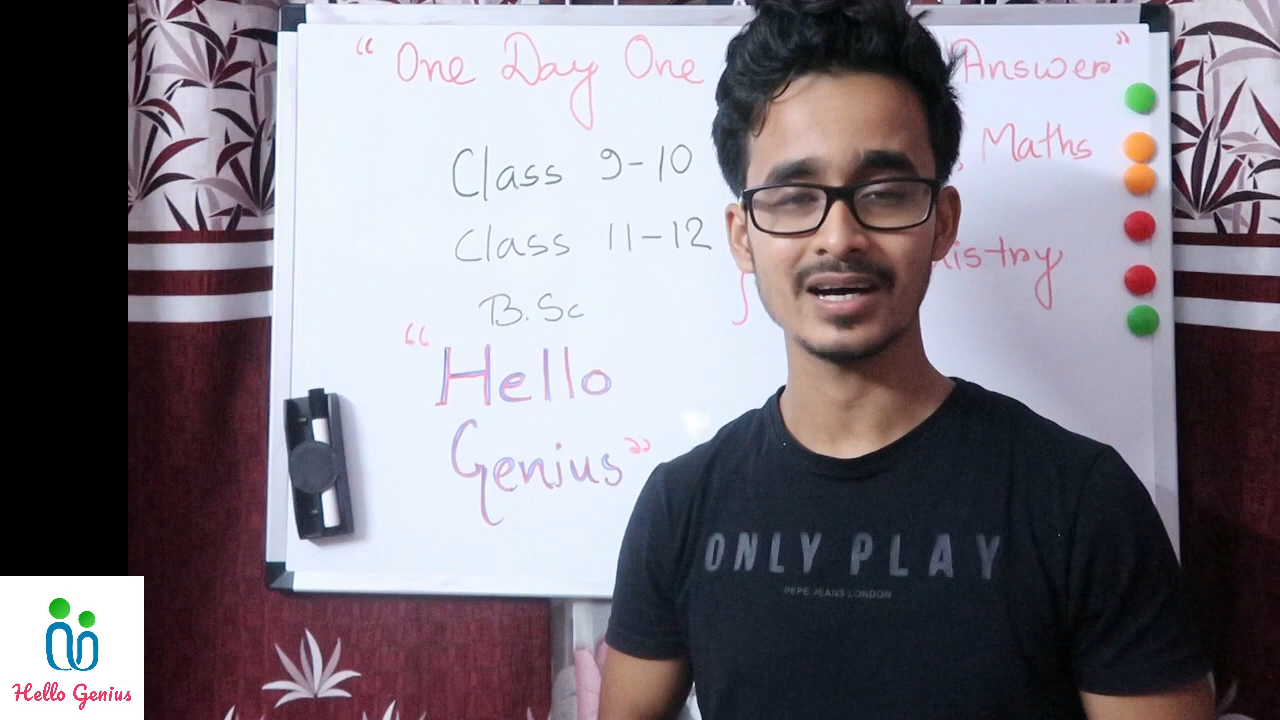 “ One Day One Answer ”
Class 9-10 Maths
Class 11-12
B.Sc
“ Hello
Genius ”
ONLY PLAY
PEPE JEANS LONDON
Hello Genius